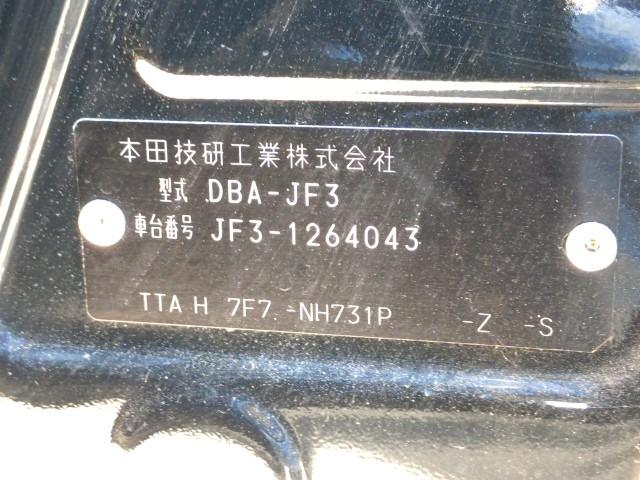 本田技研工業株式会社
型式 DBA-JF3
車台番号 JF3-1264043
TTA H 7F7 -NH731P -Z -S